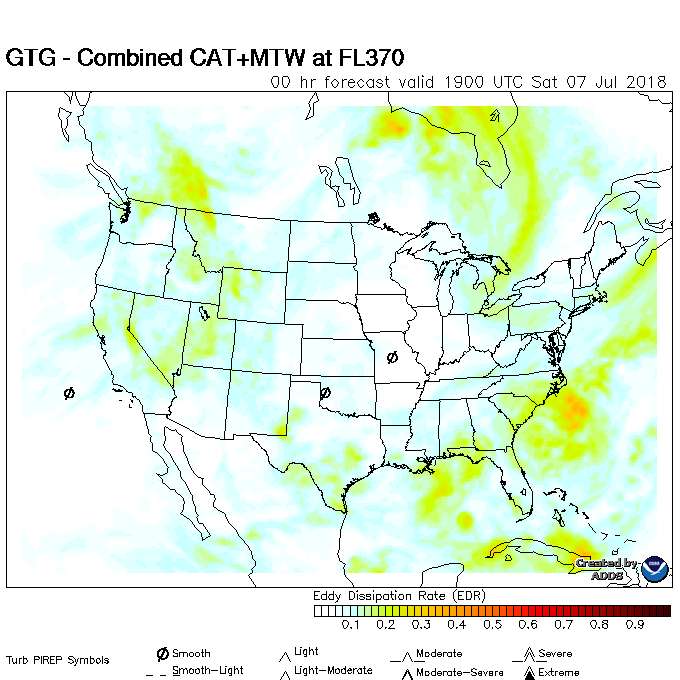 GTG - Combined CAT+MTW at FL370
00 hr forecast valid 1900 UTC Sat 07 Jul 2018
Created by
ADDS
Eddy Dissipation Rate (EDR)
0.1 0.2 0.3 0.4 0.5 0.6 0.7 0.8 0.9
Turb PIREP Symbols
Smooth Light Moderate Severe
Smooth-Light Light-Moderate Moderate-Severe Extreme